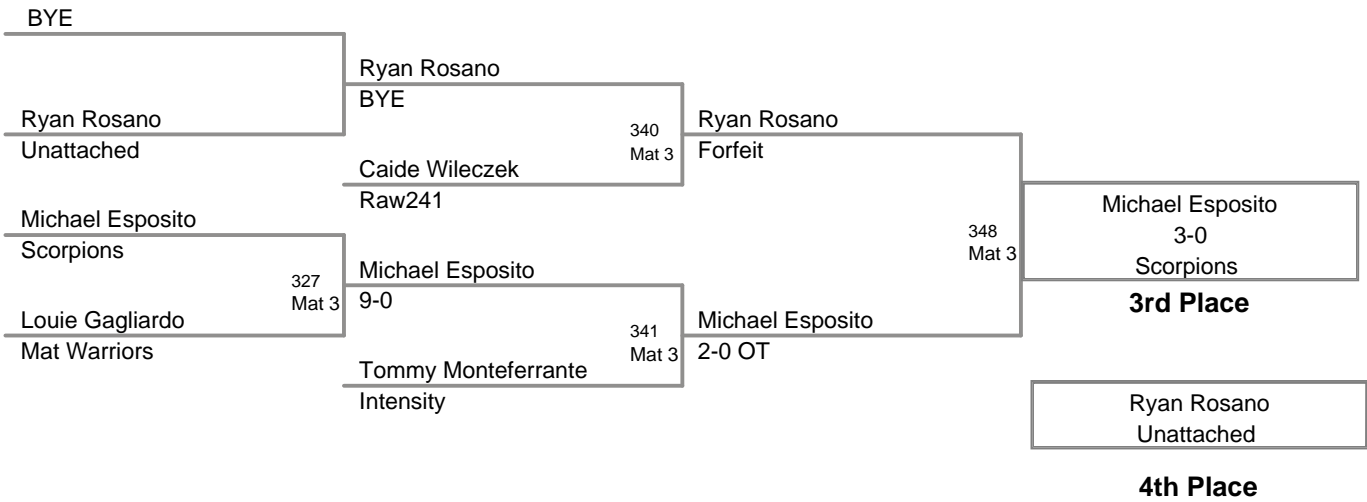 BYE
Ryan Rosano
BYE
Ryan Rosano
Unattached
340
Mat 3
Ryan Rosano
Forfeit
Caide Wileczek
Raw241
Michael Esposito
Scorpions
348
Mat 3
Michael Esposito
3-0
Scorpions
3rd Place
327
Mat 3
Michael Esposito
9-0
Louie Gagliardo
Mat Warriors
341
Mat 3
Michael Esposito
2-0 OT
Tommy Monteferrante
Intensity
Ryan Rosano
Unattached
4th Place